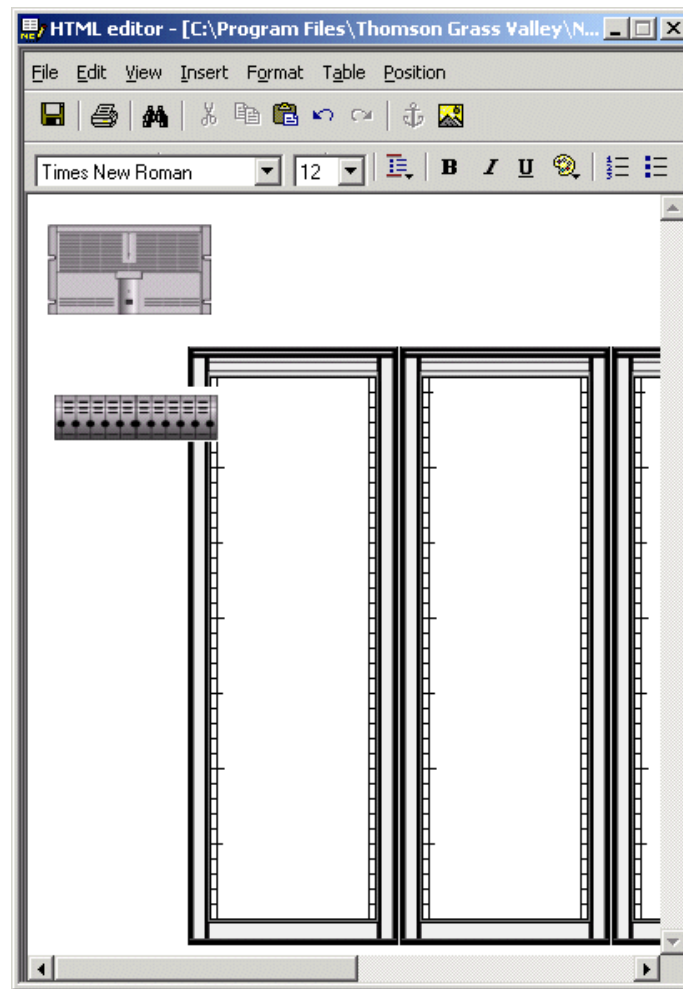 HTML editor - [C:\Program Files\Thomson Grass Valley\N...
File Edit View Insert Format Table Position
Times New Roman 12 B I U